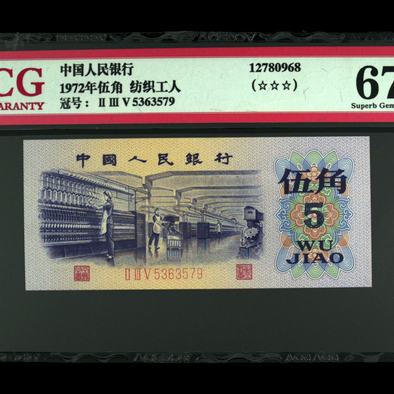 CG
ARANTY
中国人民银行
1972年伍角 纺织工人
冠号： II III V 5363579
12780968
(☆☆☆)
67
Superb Gem
中國人民銀行
伍角
5
WU
JIAO
II III V 5363579